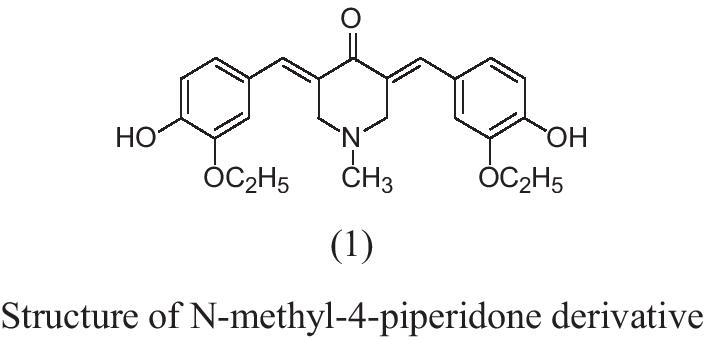 O
HO
N
OH
OC₂H₅
CH₃
OC₂H₅
(1)
Structure of N-methyl-4-piperidone derivative